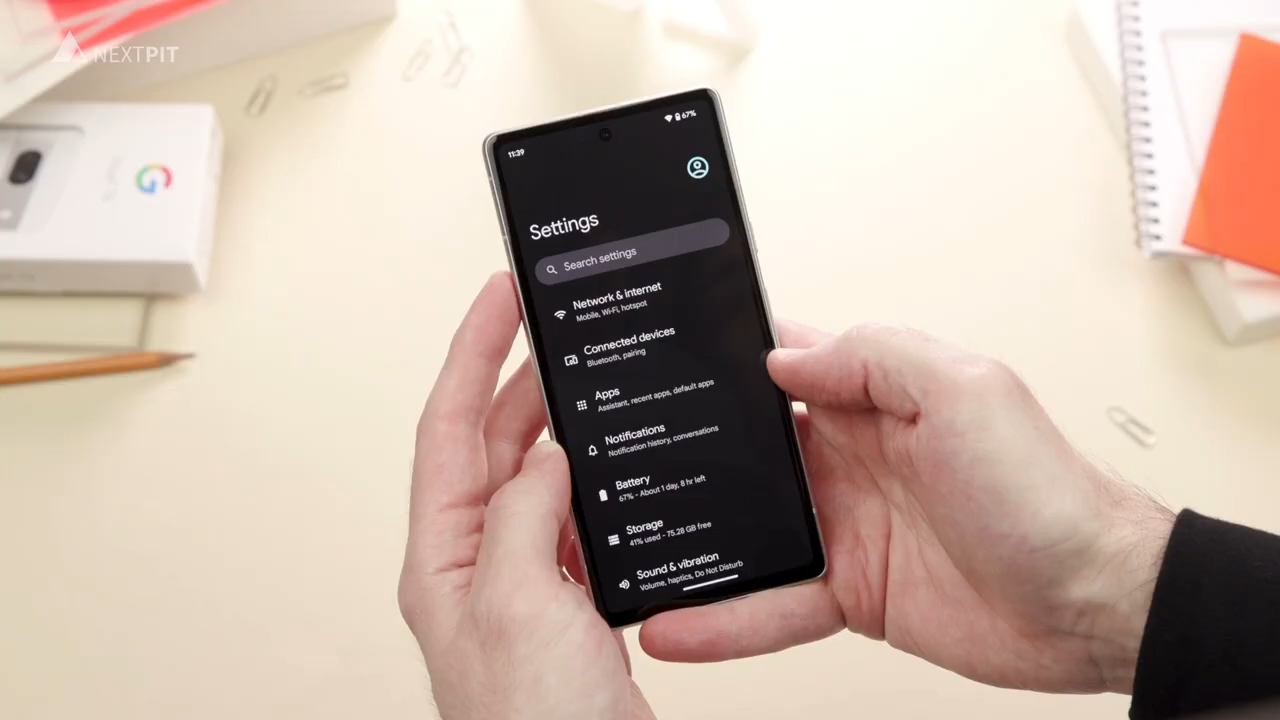 NEXTPIT
11:39
67%
Settings
Search settings
Network & internet
Mobile, Wi-Fi, hotspot
Connected devices
Bluetooth, pairing
Apps
Assistant, recent apps, default apps
Notifications
Notification history, conversations
Battery
67% - About 1 day, 8 hr left
Storage
41% used - 75.28 GB free
Sound & vibration
Volume, haptics, Do Not Disturb